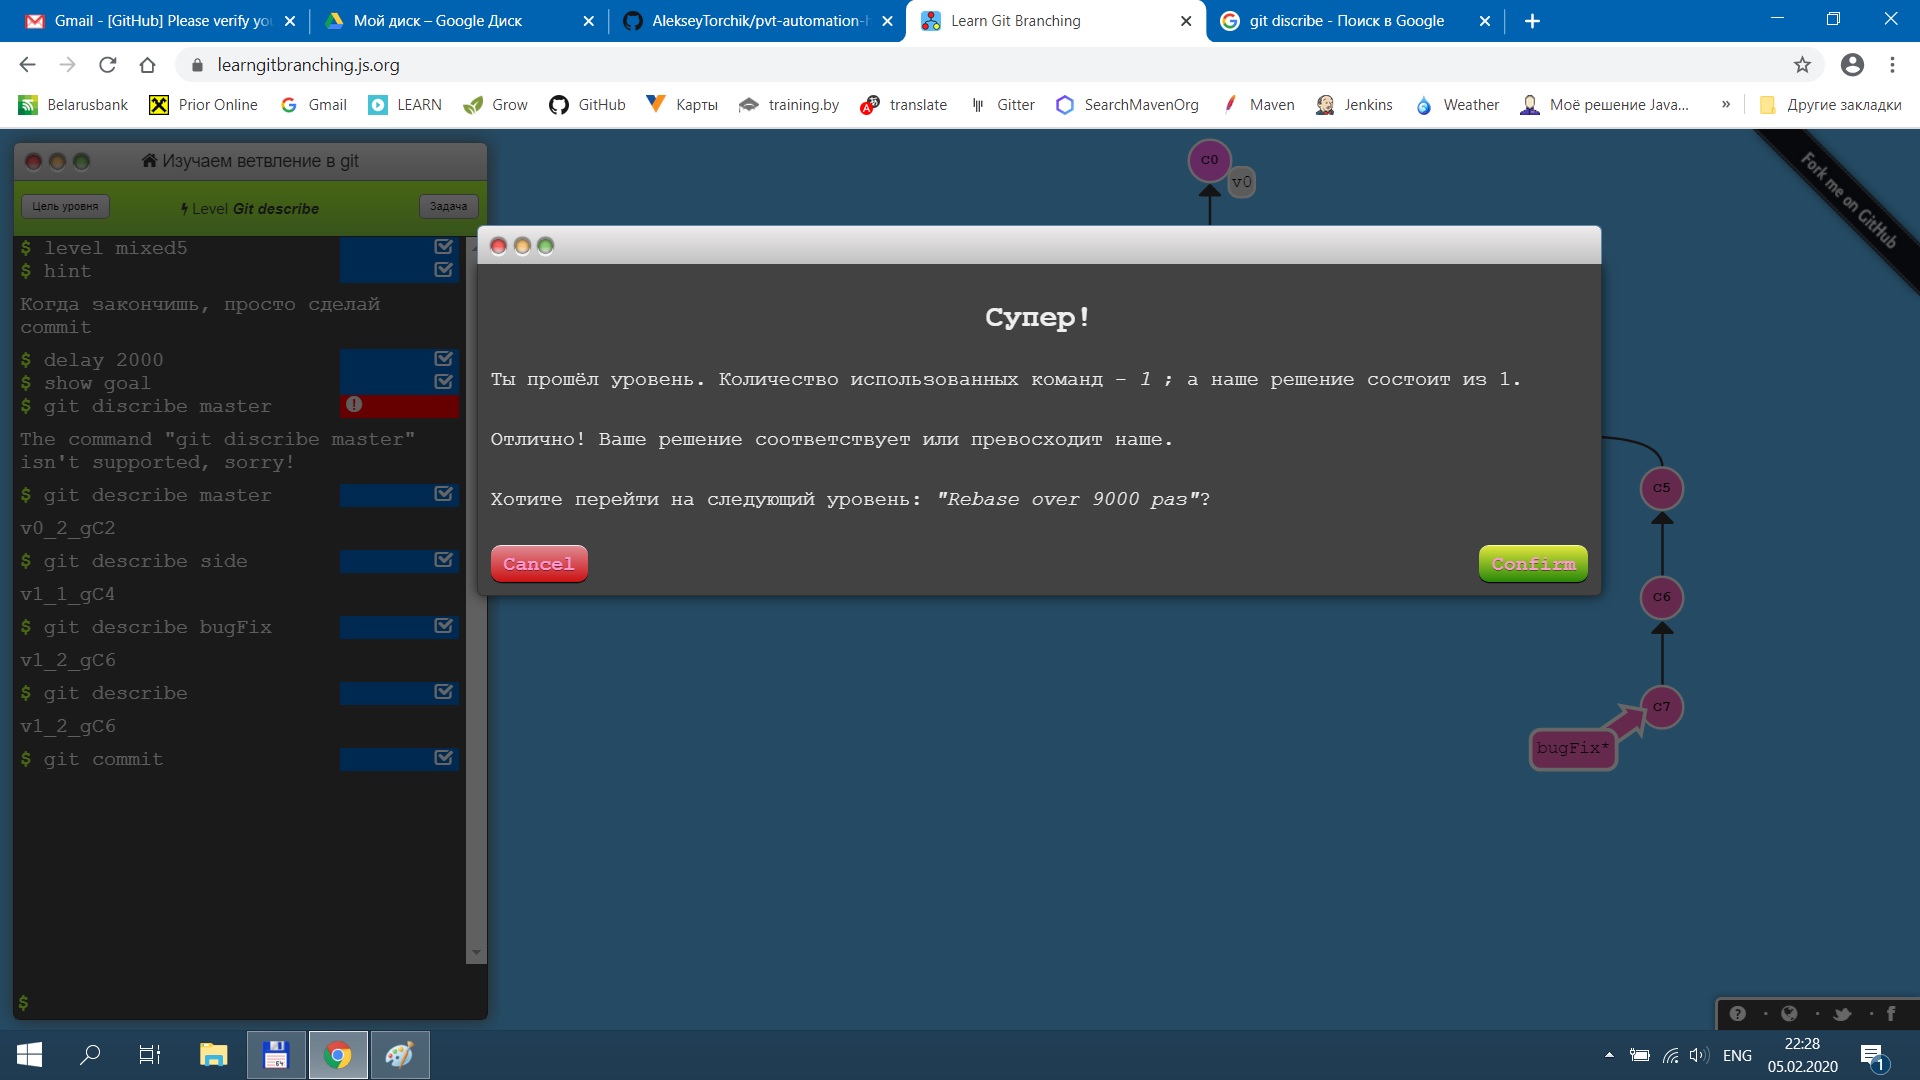 Gmail - [GitHub] Please verify yo
Мой диск – Google Диск
AlekseyTorchik/pvt-automation-h
Learn Git Branching
git discribe - Поиск в Google
learngitbranching.js.org
Belarusbank
Prior Online
Gmail
LEARN
Grow
GitHub
Карты
training.by
translate
Gitter
SearchMavenOrg
Maven
Jenkins
Weather
Моё решение Java...
»
Другие закладки
Изучаем ветвление в git
Цель уровня
Level Git describe
Задача
$ level mixed5
$ hint
Когда закончишь, просто сделай
commit
$ delay 2000
$ show goal
$ git discribe master
The command "git discribe master"
isn't supported, sorry!
$ git describe master
v0_2_gC2
$ git describe side
v1_1_gC4
$ git describe bugFix
v1_2_gC6
$ git describe
v1_2_gC6
$ git commit
$
c0
v0
Fork me on GitHub
Супер!
Ты прошёл уровень. Количество использованных команд – 1 ; а наше решение состоит из 1.
Отлично! Ваше решение соответствует или превосходит наше.
Хотите перейти на следующий уровень: "Rebase over 9000 раз"?
Cancel
Confirm
c5
c6
c7
bugFix*
64
ENG
22:28
05.02.2020
1